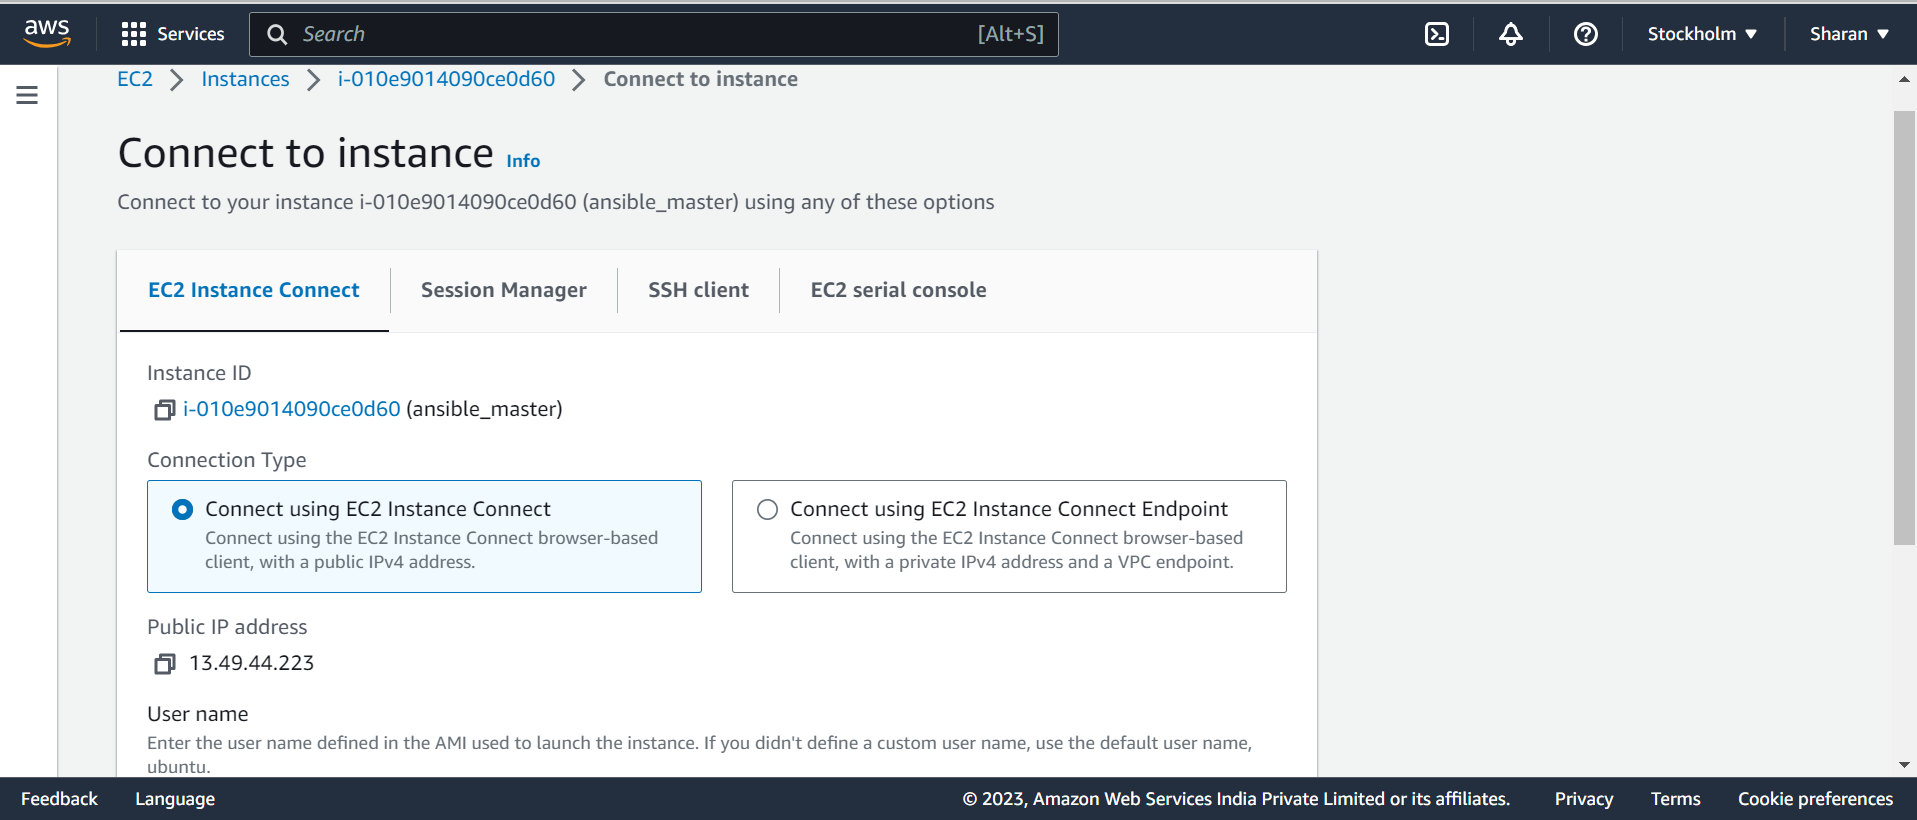 aws
Services
Search
[Alt+S]
Stockholm
Sharan
EC2
Instances
i-010e9014090ce0d60
Connect to instance
Connect to instance Info
Connect to your instance i-010e9014090ce0d60 (ansible_master) using any of these options
EC2 Instance Connect
Session Manager
SSH client
EC2 serial console
Instance ID
i-010e9014090ce0d60 (ansible_master)
Connection Type
Connect using EC2 Instance Connect
Connect using the EC2 Instance Connect browser-based
client, with a public IPv4 address.
Connect using EC2 Instance Connect Endpoint
Connect using the EC2 Instance Connect browser-based
client, with a private IPv4 address and a VPC endpoint.
Public IP address
13.49.44.223
User name
Enter the user name defined in the AMI used to launch the instance. If you didn't define a custom user name, use the default user name,
ubuntu.
Feedback
Language
© 2023, Amazon Web Services India Private Limited or its affiliates.
Privacy
Terms
Cookie preferences